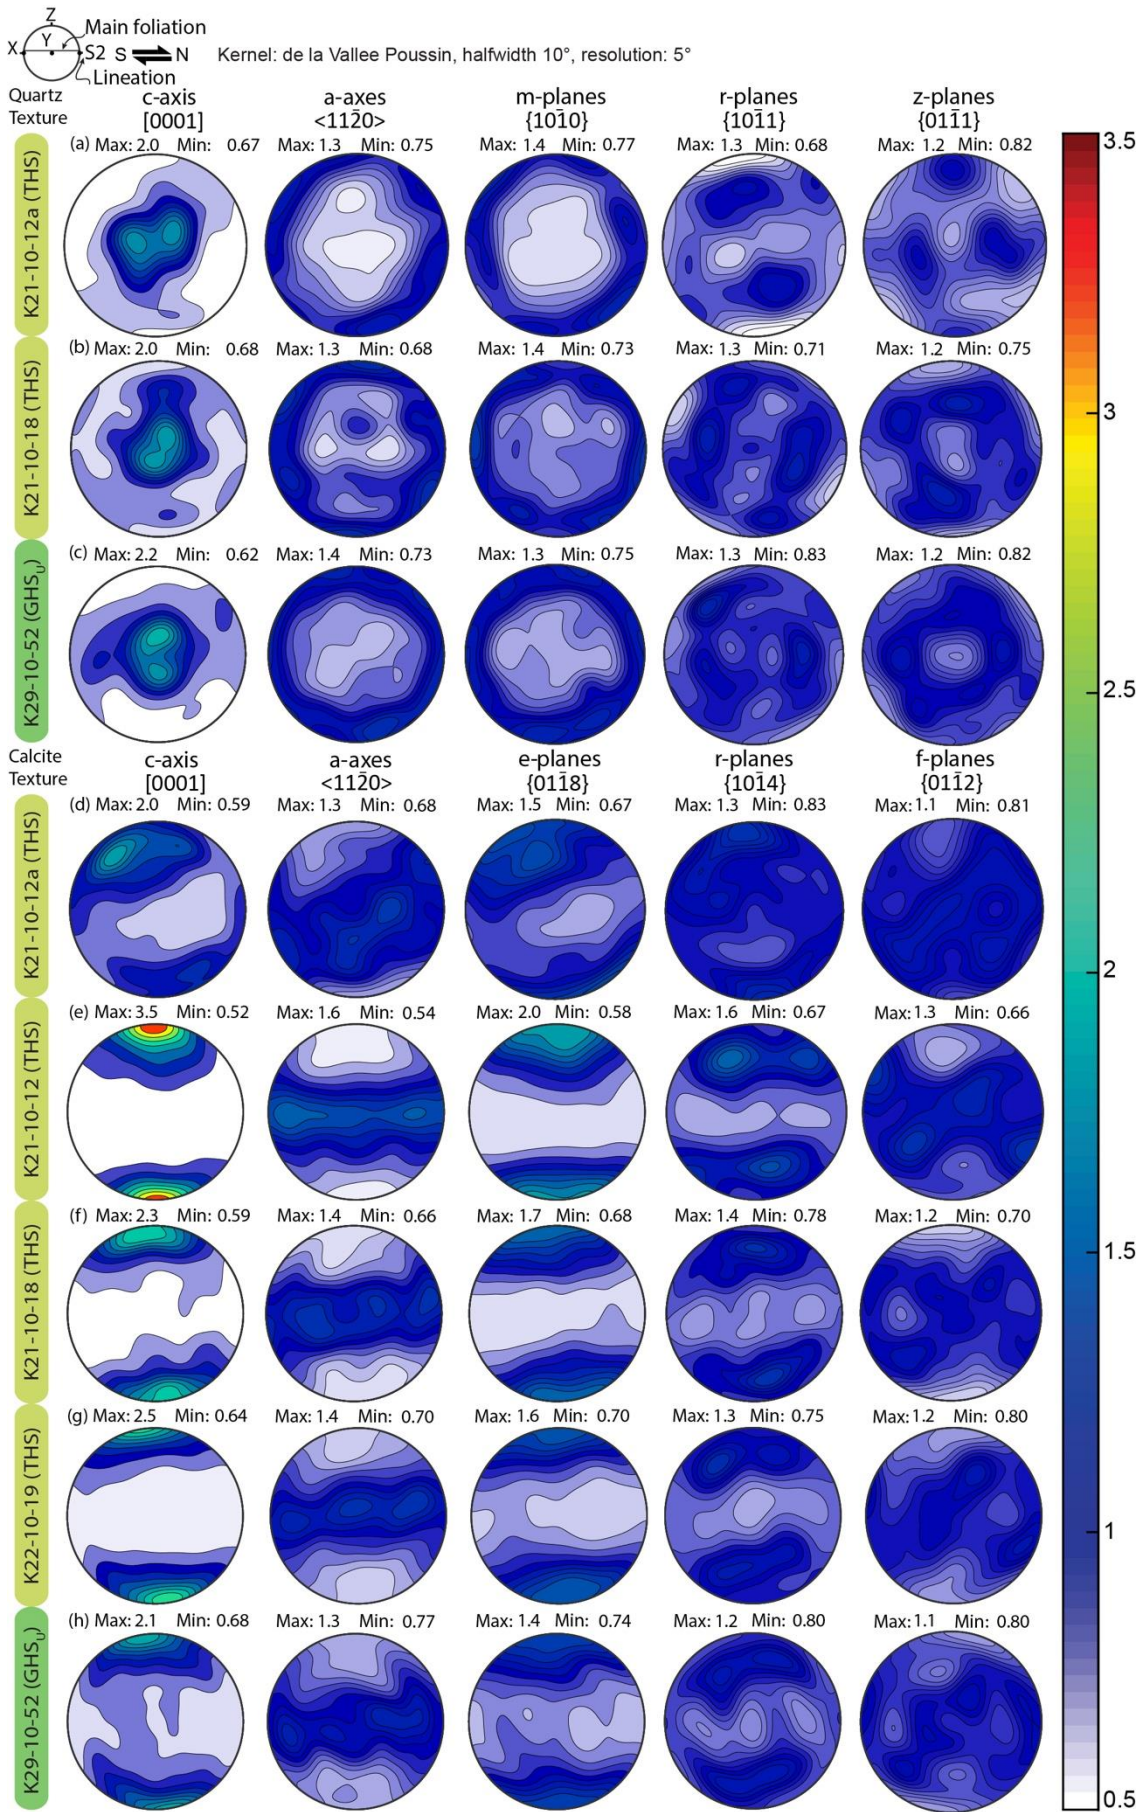 Z
X Y Main foliation
S2 S N Kernel: de la Vallee Poussin, halfwidth 10°, resolution: 5°
Lineation
Quartz Texture
c-axis [0001]
a-axes <112̄0>
m-planes {101̄0}
r-planes {101̄1}
z-planes {011̄1}
K21-10-12a (THS)
(a) Max: 2.0 Min: 0.67 Max: 1.3 Min: 0.75 Max: 1.4 Min: 0.77 Max: 1.3 Min: 0.68 Max: 1.2 Min: 0.82
K21-10-18 (THS)
(b) Max: 2.0 Min: 0.68 Max: 1.3 Min: 0.68 Max: 1.4 Min: 0.73 Max: 1.3 Min: 0.71 Max: 1.2 Min: 0.75
K29-10-52 (GHS_U)
(c) Max: 2.2 Min: 0.62 Max: 1.4 Min: 0.73 Max: 1.3 Min: 0.75 Max: 1.3 Min: 0.83 Max: 1.2 Min: 0.82
Calcite Texture
c-axis [0001]
a-axes <112̄0>
e-planes {011̄8}
r-planes {101̄4}
f-planes {011̄2}
K21-10-12a (THS)
(d) Max: 2.0 Min: 0.59 Max: 1.3 Min: 0.68 Max: 1.5 Min: 0.67 Max: 1.3 Min: 0.83 Max: 1.1 Min: 0.81
K21-10-12 (THS)
(e) Max: 3.5 Min: 0.52 Max: 1.6 Min: 0.54 Max: 2.0 Min: 0.58 Max: 1.6 Min: 0.67 Max: 1.3 Min: 0.66
K21-10-18 (THS)
(f) Max: 2.3 Min: 0.59 Max: 1.4 Min: 0.66 Max: 1.7 Min: 0.68 Max: 1.4 Min: 0.78 Max: 1.2 Min: 0.70
K22-10-19 (THS)
(g) Max: 2.5 Min: 0.64 Max: 1.4 Min: 0.70 Max: 1.6 Min: 0.70 Max: 1.3 Min: 0.75 Max: 1.2 Min: 0.80
K29-10-52 (GHS_U)
(h) Max: 2.1 Min: 0.68 Max: 1.3 Min: 0.77 Max: 1.4 Min: 0.74 Max: 1.2 Min: 0.80 Max: 1.1 Min: 0.80
3.5
3
2.5
2
1.5
1
0.5